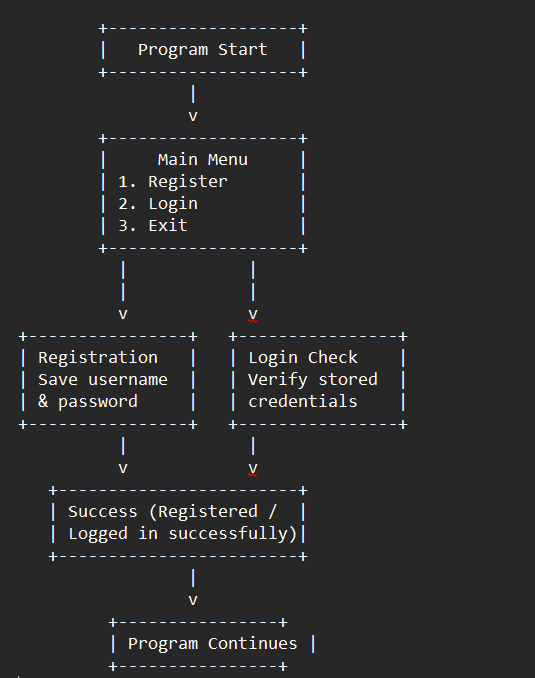 +-------------------+
|   Program Start   |
+-------------------+
|
v
+-------------------+
|     Main Menu     |
| 1. Register       |
| 2. Login          |
| 3. Exit           |
+-------------------+
|            |
|            |
v            v
+----------------+   +----------------+
| Registration   |   | Login Check    |
| Save username  |   | Verify stored  |
| & password     |   | credentials    |
+----------------+   +----------------+
|            |
v            v
+------------------------+
| Success (Registered /  |
| Logged in successfully)|
+------------------------+
|
v
+----------------+
| Program Continues |
+----------------+